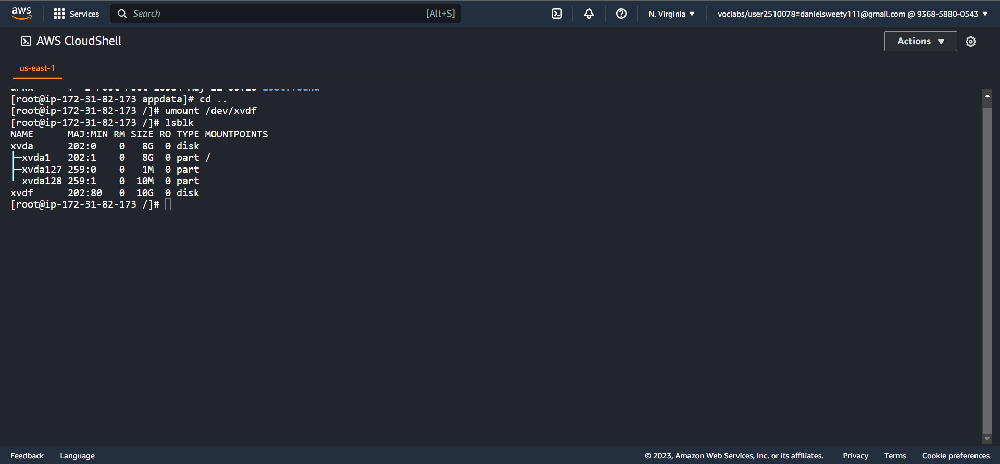 aws
Services
Search
[Alt+S]
N. Virginia
voclabs/user2510078=danielsweety111@gmail.com @ 9368-5880-0543
AWS CloudShell
Actions
us-east-1
[root@ip-172-31-82-173 appdata]# cd ..
[root@ip-172-31-82-173 /]# umount /dev/xvdf
[root@ip-172-31-82-173 /]# lsblk
NAME      MAJ:MIN RM SIZE RO TYPE MOUNTPOINTS
xvda      202:0    0   8G  0 disk
├─xvda1   202:1    0   8G  0 part /
├─xvda127 259:0    0   1M  0 part
└─xvda128 259:1    0  10M  0 part
xvdf      202:80   0  10G  0 disk
[root@ip-172-31-82-173 /]#
Feedback
Language
© 2023, Amazon Web Services, Inc. or its affiliates.
Privacy
Terms
Cookie preferences